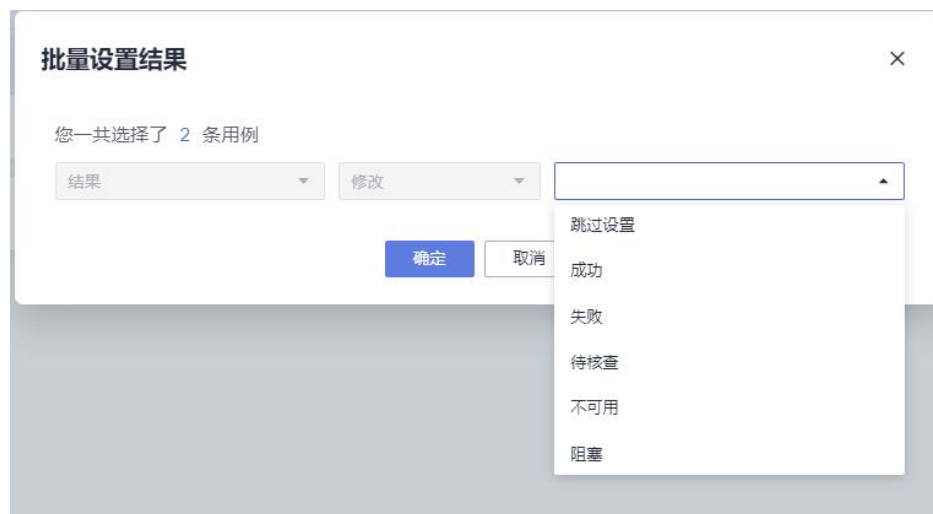 批量设置结果
您一共选择了 2 条用例
结果 修改
跳过设置
确定 取消
成功
失败
待核查
不可用
阻塞